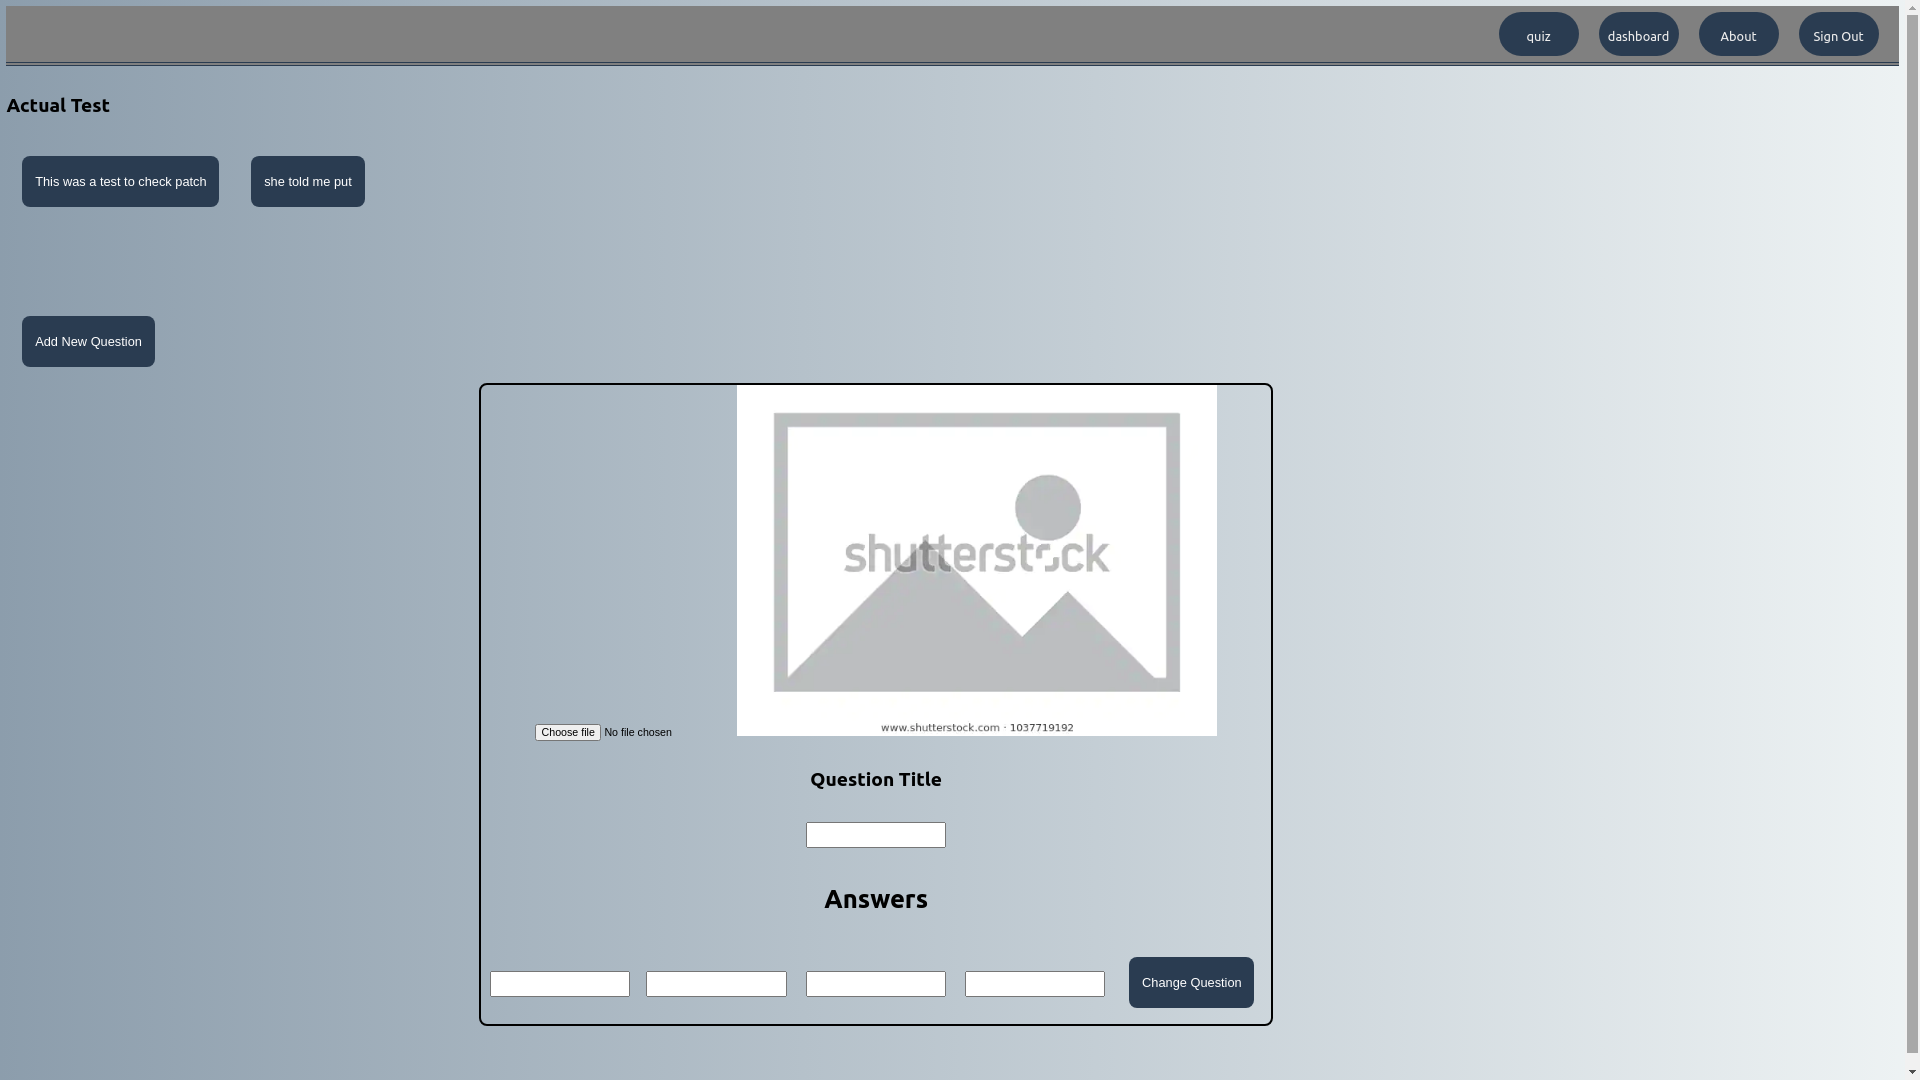 quiz
dashboard
About
Sign Out
Actual Test
This was a test to check patch
she told me put
Add New Question
shutterstock
www.shutterstock.com · 1037719192
Choose file No file chosen
Question Title
Answers
Change Question